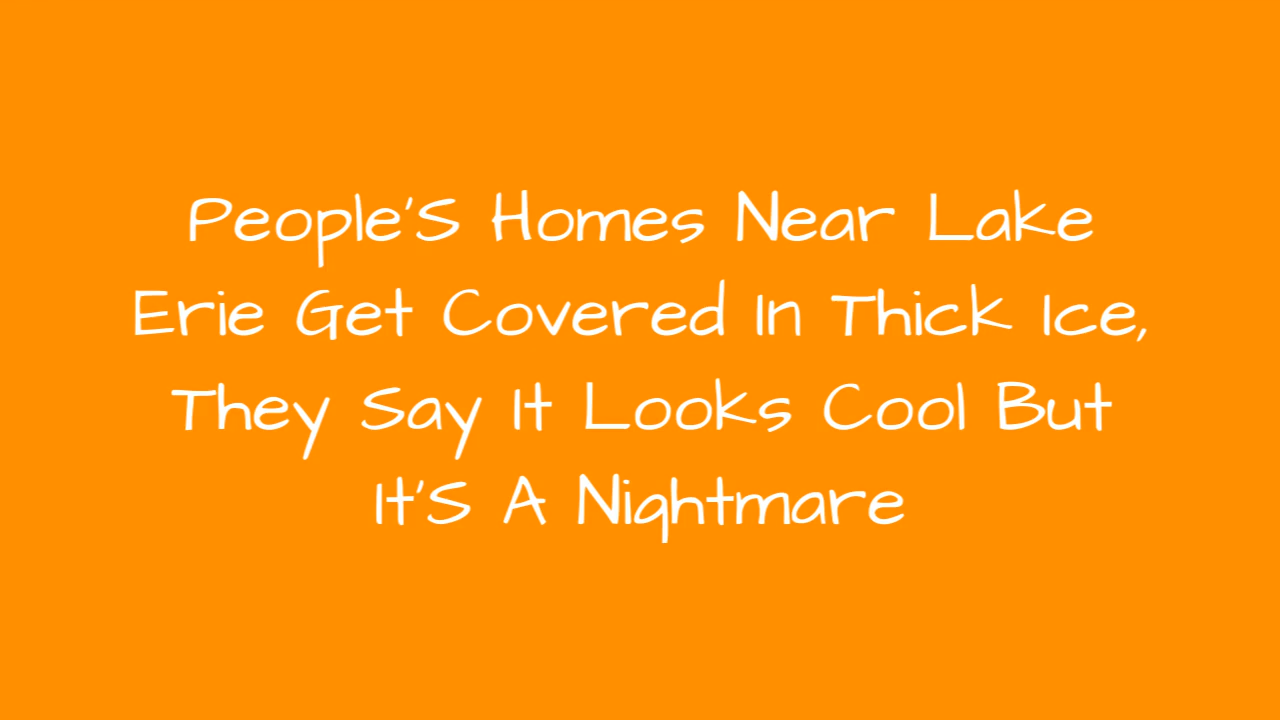 People'S Homes Near Lake
Erie Get Covered In Thick Ice,
They Say It Looks Cool But
It'S A Nightmare